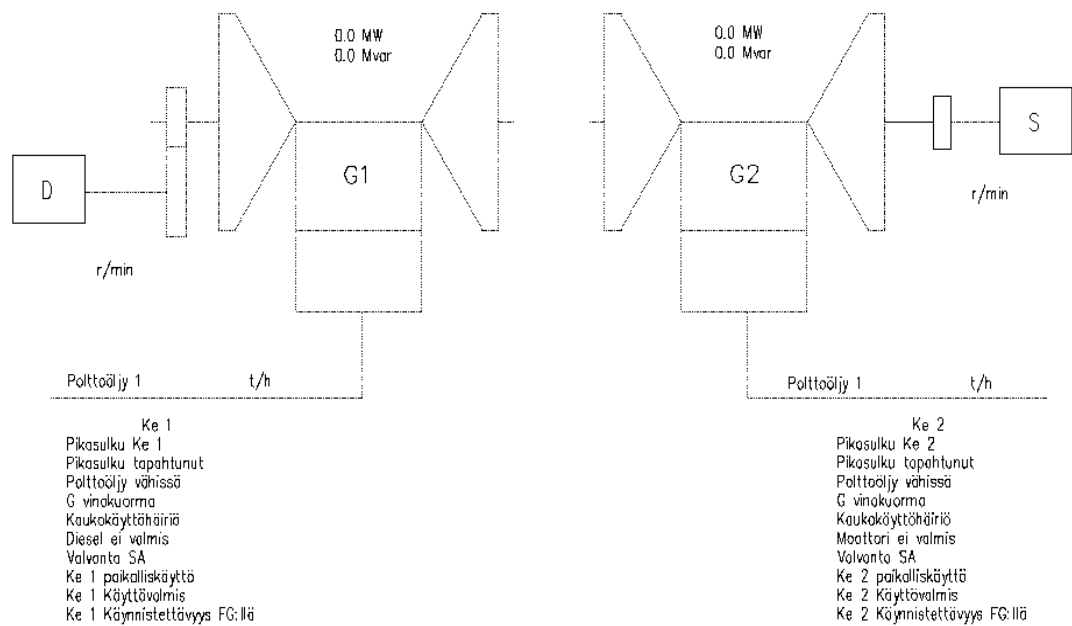 0.0 MW
0.0 Mvar
0.0 MW
0.0 Mvar
D
G1
G2
S
r/min
r/min
Polttoöljy 1 t/h
Polttoöljy 1 t/h
Ke 1
Pikasulku Ke 1
Pikasulku tapahtunut
Polttoöljy vähissä
G vinokuorma
Kaukokäyttöhäiriö
Diesel ei valmis
Valvonta SA
Ke 1 paikalliskäyttö
Ke 1 Käyttövalmis
Ke 1 Käynnistettävyys FG:llä
Ke 2
Pikasulku Ke 2
Pikasulku tapahtunut
Polttoöljy vähissä
G vinokuorma
Kaukokäyttöhäiriö
Moottori ei valmis
Valvonta SA
Ke 2 paikalliskäyttö
Ke 2 Käyttövalmis
Ke 2 Käynnistettävyys FG:llä